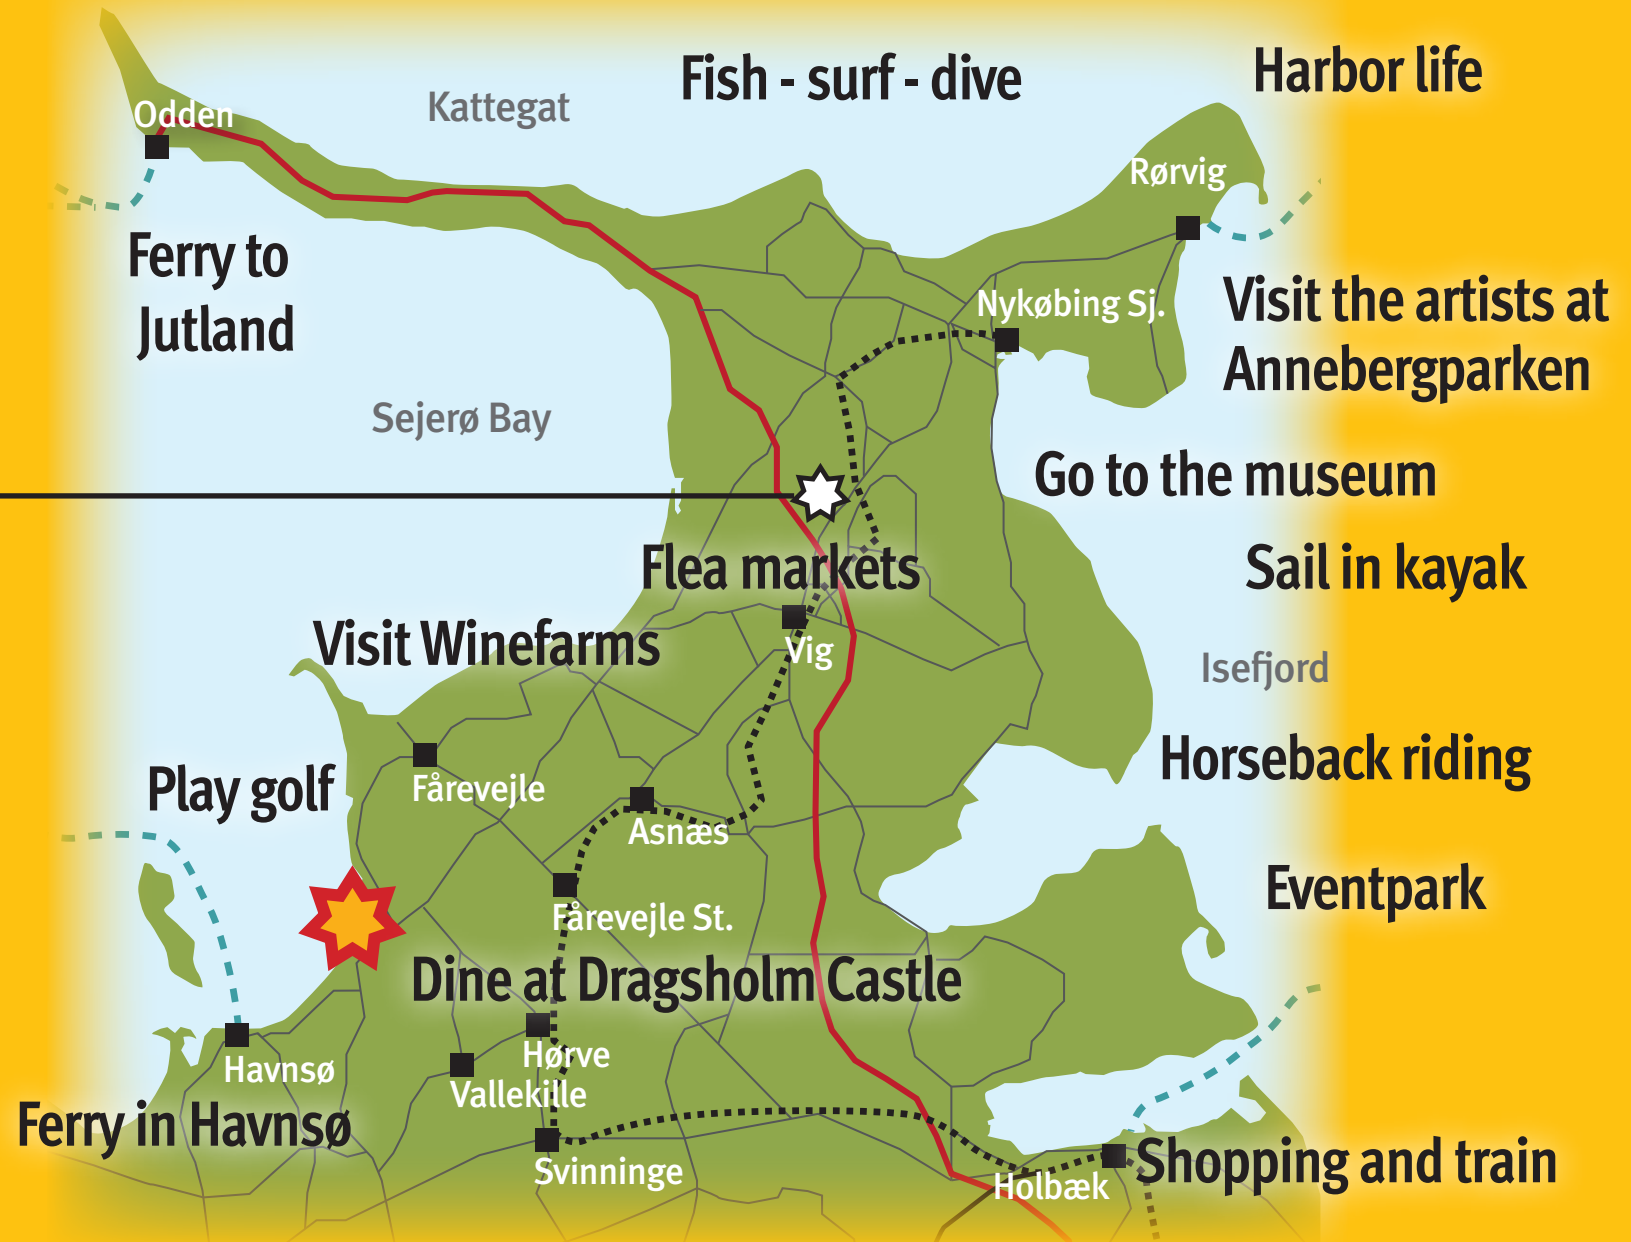 Fish - surf - dive
Harbor life
Kattegat
Odden
Rørvig
Ferry to
Jutland
Nykøbing Sj.
Visit the artists at
Annebergparken
Sejerø Bay
Go to the museum
Flea markets
Sail in kayak
Visit Winefarms
Vig
Isefjord
Horseback riding
Play golf
Fårevejle
Asnæs
Eventpark
Fårevejle St.
Dine at Dragsholm Castle
Hørve
Havnsø
Vallekille
Ferry in Havnsø
Svinninge
Shopping and train
Holbæk